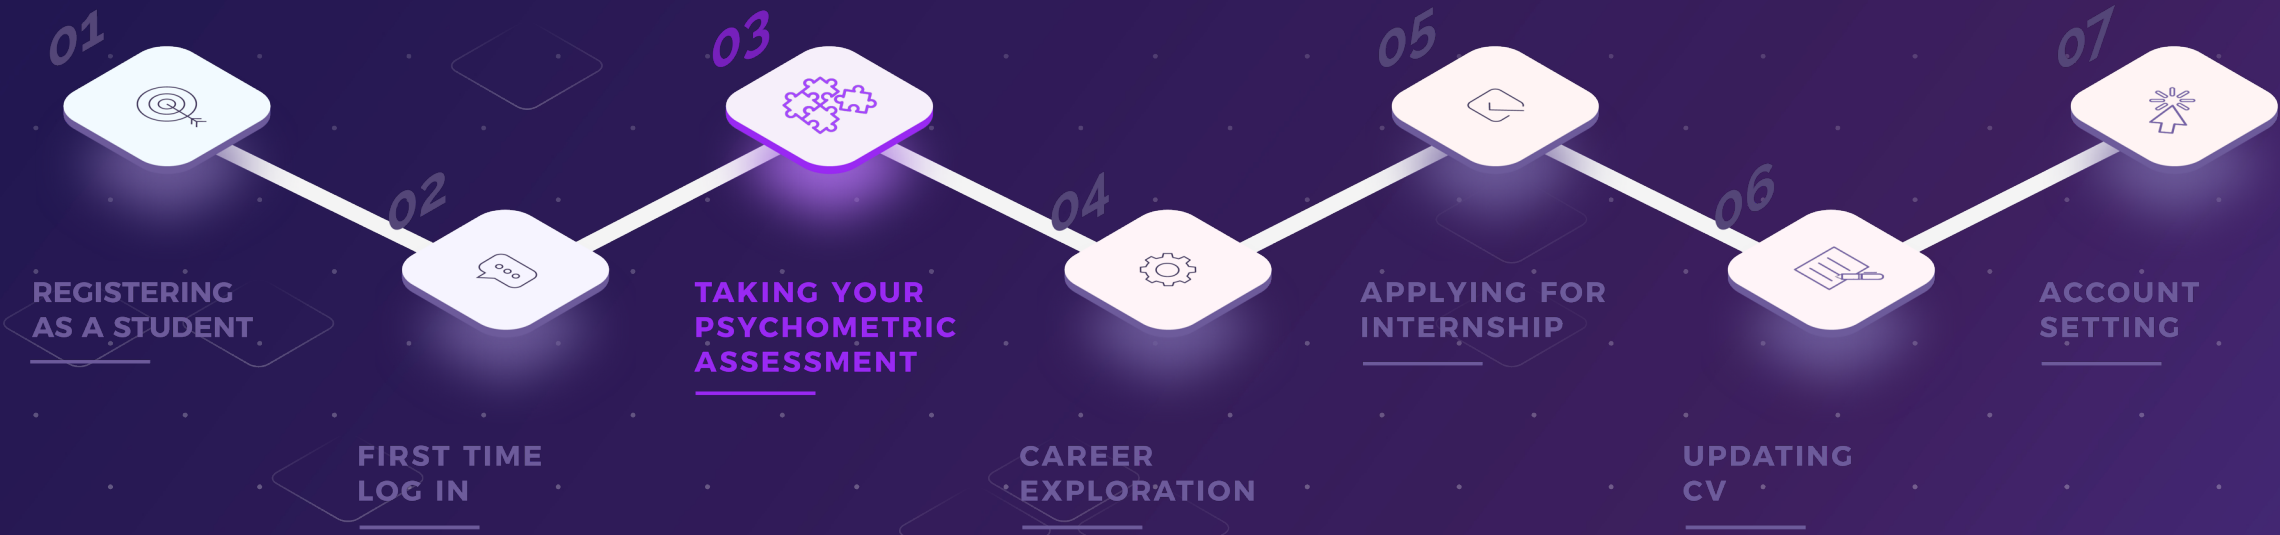 01
REGISTERING
AS A STUDENT
02
FIRST TIME
LOG IN
03
TAKING YOUR
PSYCHOMETRIC
ASSESSMENT
04
CAREER
EXPLORATION
05
APPLYING FOR
INTERNSHIP
06
UPDATING
CV
07
ACCOUNT
SETTING